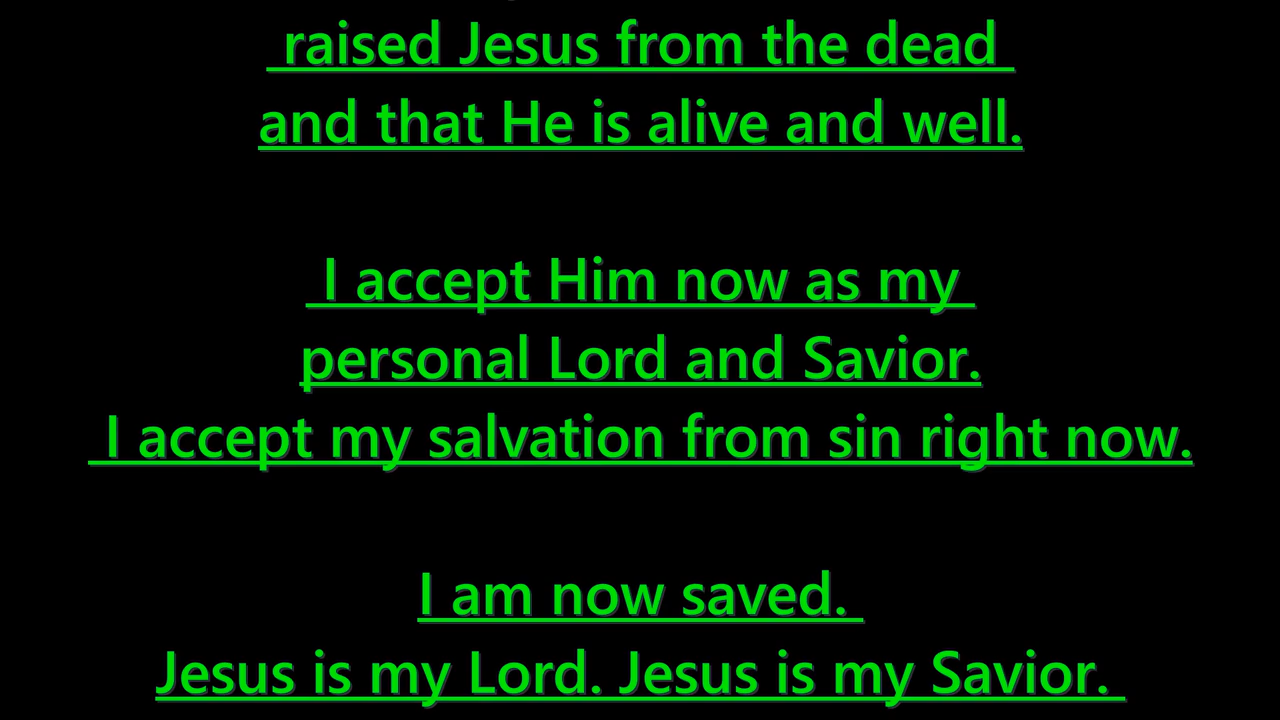 raised Jesus from the dead
and that He is alive and well.
I accept Him now as my
personal Lord and Savior.
I accept my salvation from sin right now.
I am now saved.
Jesus is my Lord. Jesus is my Savior.